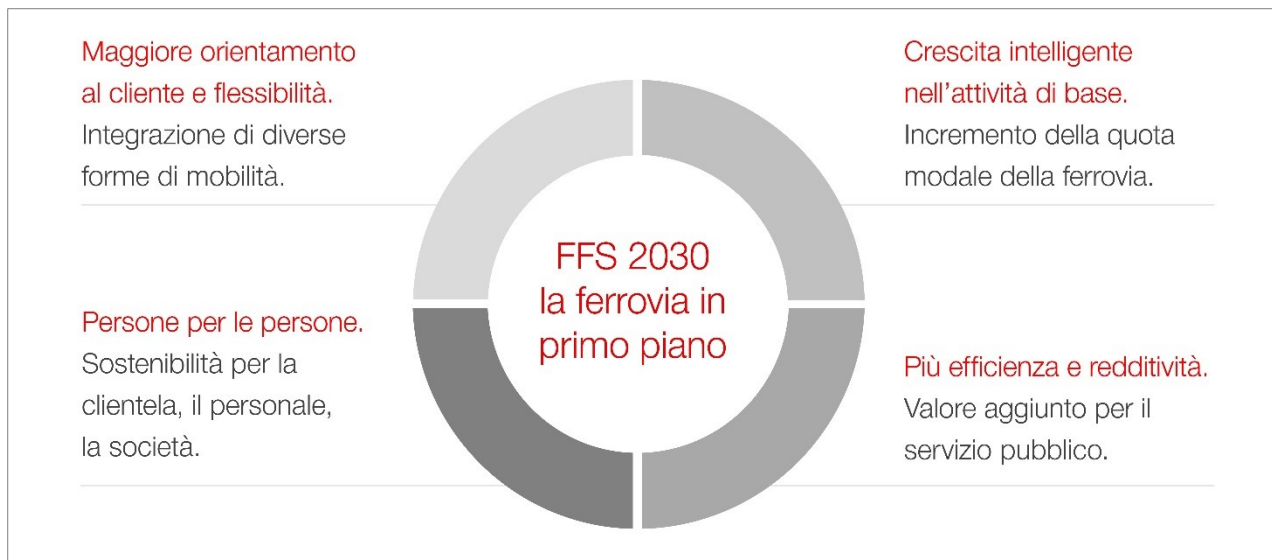 Maggiore orientamento
al cliente e flessibilità.
Integrazione di diverse
forme di mobilità.
Crescita intelligente
nell’attività di base.
Incremento della quota
modale della ferrovia.
FFS 2030
la ferrovia in
primo piano
Persone per le persone.
Sostenibilità per la
clientela, il personale,
la società.
Più efficienza e redditività.
Valore aggiunto per il
servizio pubblico.